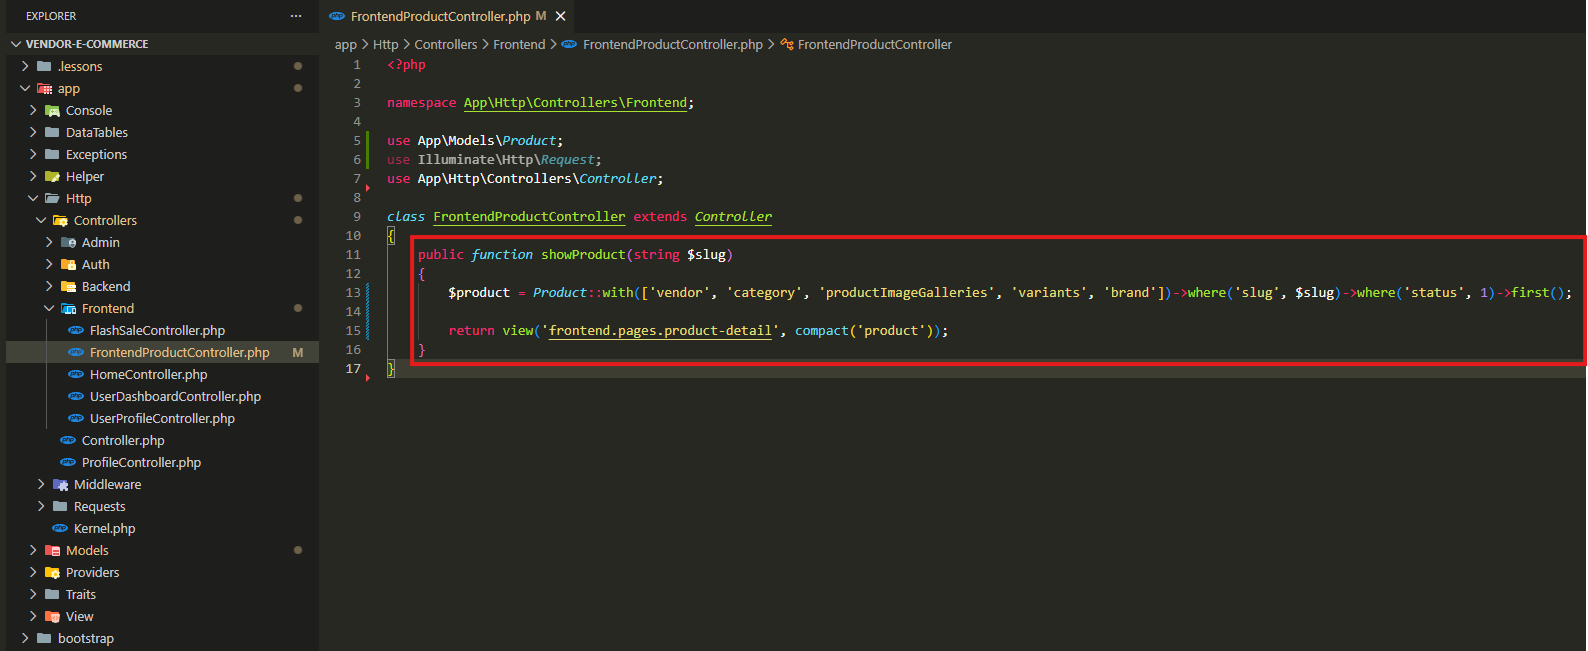 EXPLORER ...
VENDOR-E-COMMERCE
.lessons
app
Console
DataTables
Exceptions
Helper
Http
Controllers
Admin
Auth
Backend
Frontend
FlashSaleController.php
FrontendProductController.php M
HomeController.php
UserDashboardController.php
UserProfileController.php
Controller.php
ProfileController.php
Middleware
Requests
Kernel.php
Models
Providers
Traits
View
bootstrap
FrontendProductController.php M
app > Http > Controllers > Frontend > FrontendProductController.php > FrontendProductController
1 <?php
2
3 namespace App\Http\Controllers\Frontend;
4
5 use App\Models\Product;
6 use Illuminate\Http\Request;
7 use App\Http\Controllers\Controller;
8
9 class FrontendProductController extends Controller
10 {
11 public function showProduct(string $slug)
12 {
13 $product = Product::with(['vendor', 'category', 'productImageGalleries', 'variants', 'brand'])->where('slug', $slug)->where('status', 1)->first();
14
15 return view('frontend.pages.product-detail', compact('product'));
16 }
17 }